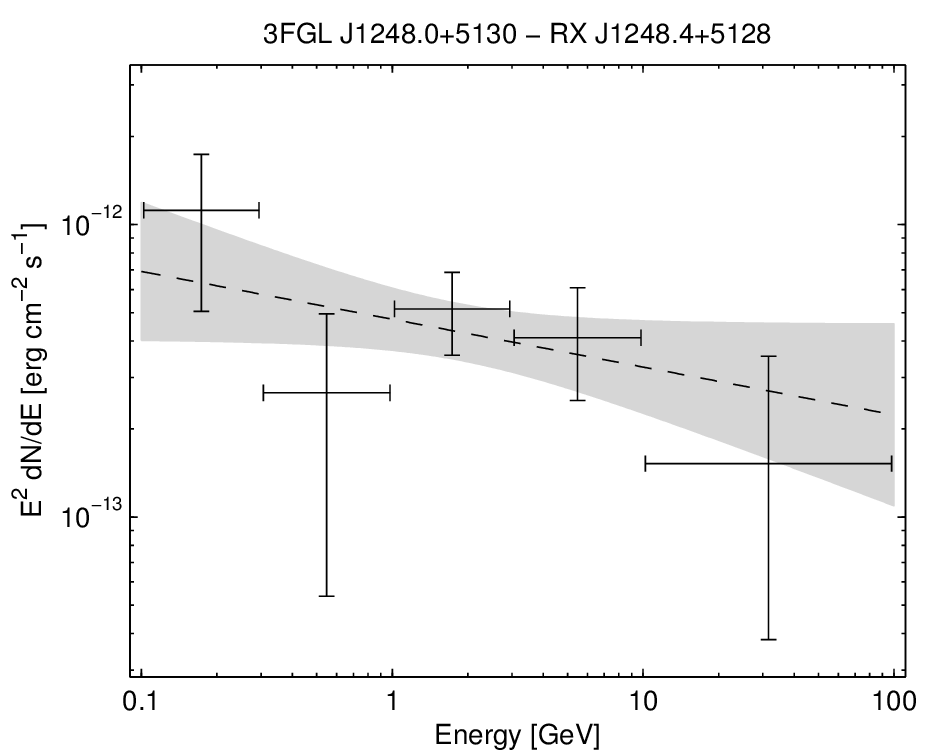 3FGL J1248.0+5130 − RX J1248.4+5128
E² dN/dE [erg cm⁻² s⁻¹]
10⁻¹²
10⁻¹³
0.1 1 10 100
Energy [GeV]